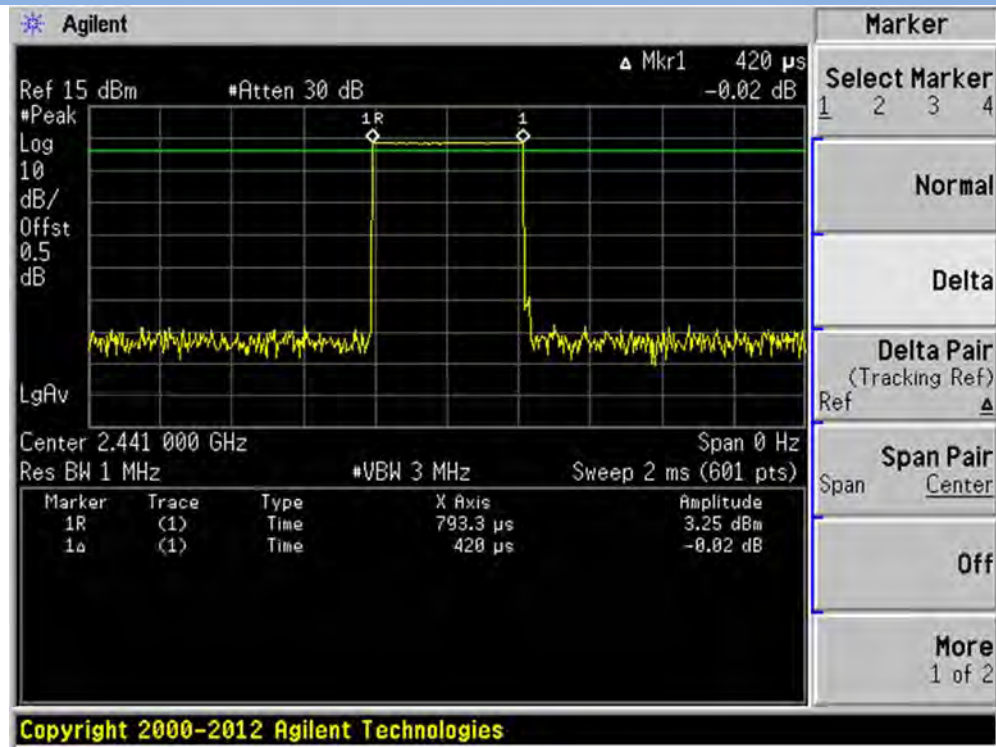 Agilent
Marker
Δ Mkr1 420 µs
Ref 15 dBm #Atten 30 dB -0.02 dB
#Peak
Log
10
dB/
Offst
0.5
dB
LgAv
1R 1
Center 2.441 000 GHz Span 0 Hz
Res BW 1 MHz #VBW 3 MHz Sweep 2 ms (601 pts)
Marker Trace Type X Axis Amplitude
1R (1) Time 793.3 µs 3.25 dBm
1Δ (1) Time 420 µs -0.02 dB
Select Marker
1 2 3 4
Normal
Delta
Delta Pair
(Tracking Ref)
Ref Δ
Span Pair
Span Center
Off
More
1 of 2
Copyright 2000-2012 Agilent Technologies